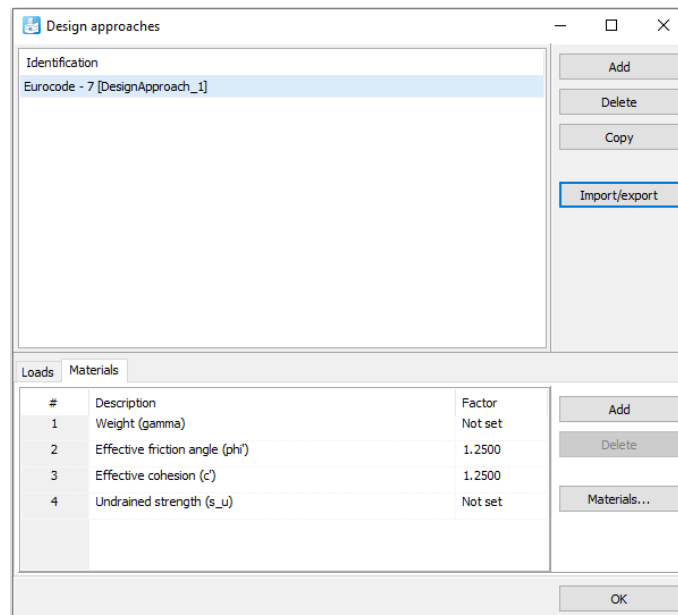 Design approaches
Identification
Eurocode - 7 [DesignApproach_1]
Add
Delete
Copy
Import/export
Loads Materials
# Description Factor
1 Weight (gamma) Not set
2 Effective friction angle (phi') 1.2500
3 Effective cohesion (c') 1.2500
4 Undrained strength (s_u) Not set
Add
Delete
Materials...
OK